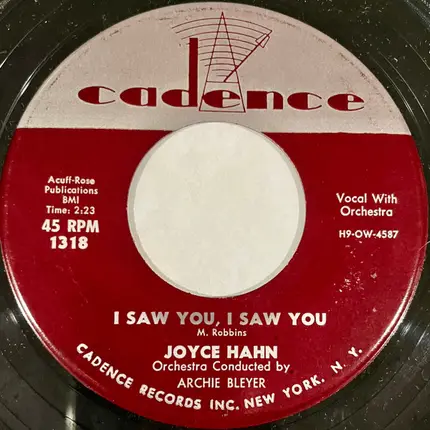 cadence
Acuff-Rose
Publications
BMI
Time: 2:23
45 RPM
1318
Vocal With
Orchestra
H9-OW-4587
I SAW YOU, I SAW YOU
M. Robbins
JOYCE HAHN
Orchestra Conducted by
ARCHIE BLEYER
CADENCE RECORDS INC. NEW YORK, N. Y.